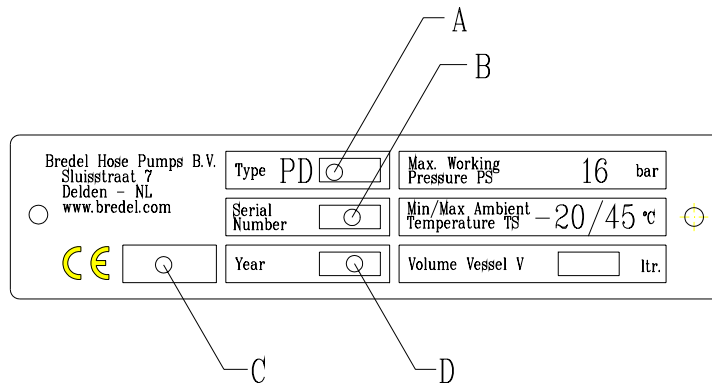 A
B
Bredel Hose Pumps B.V.
Sluisstraat 7
Delden - NL
www.bredel.com
Type PD
Max. Working
Pressure PS 16 bar
Serial
Number
Min/Max Ambient
Temperature TS -20/45 °C
CE
Year
Volume Vessel V ltr.
C
D